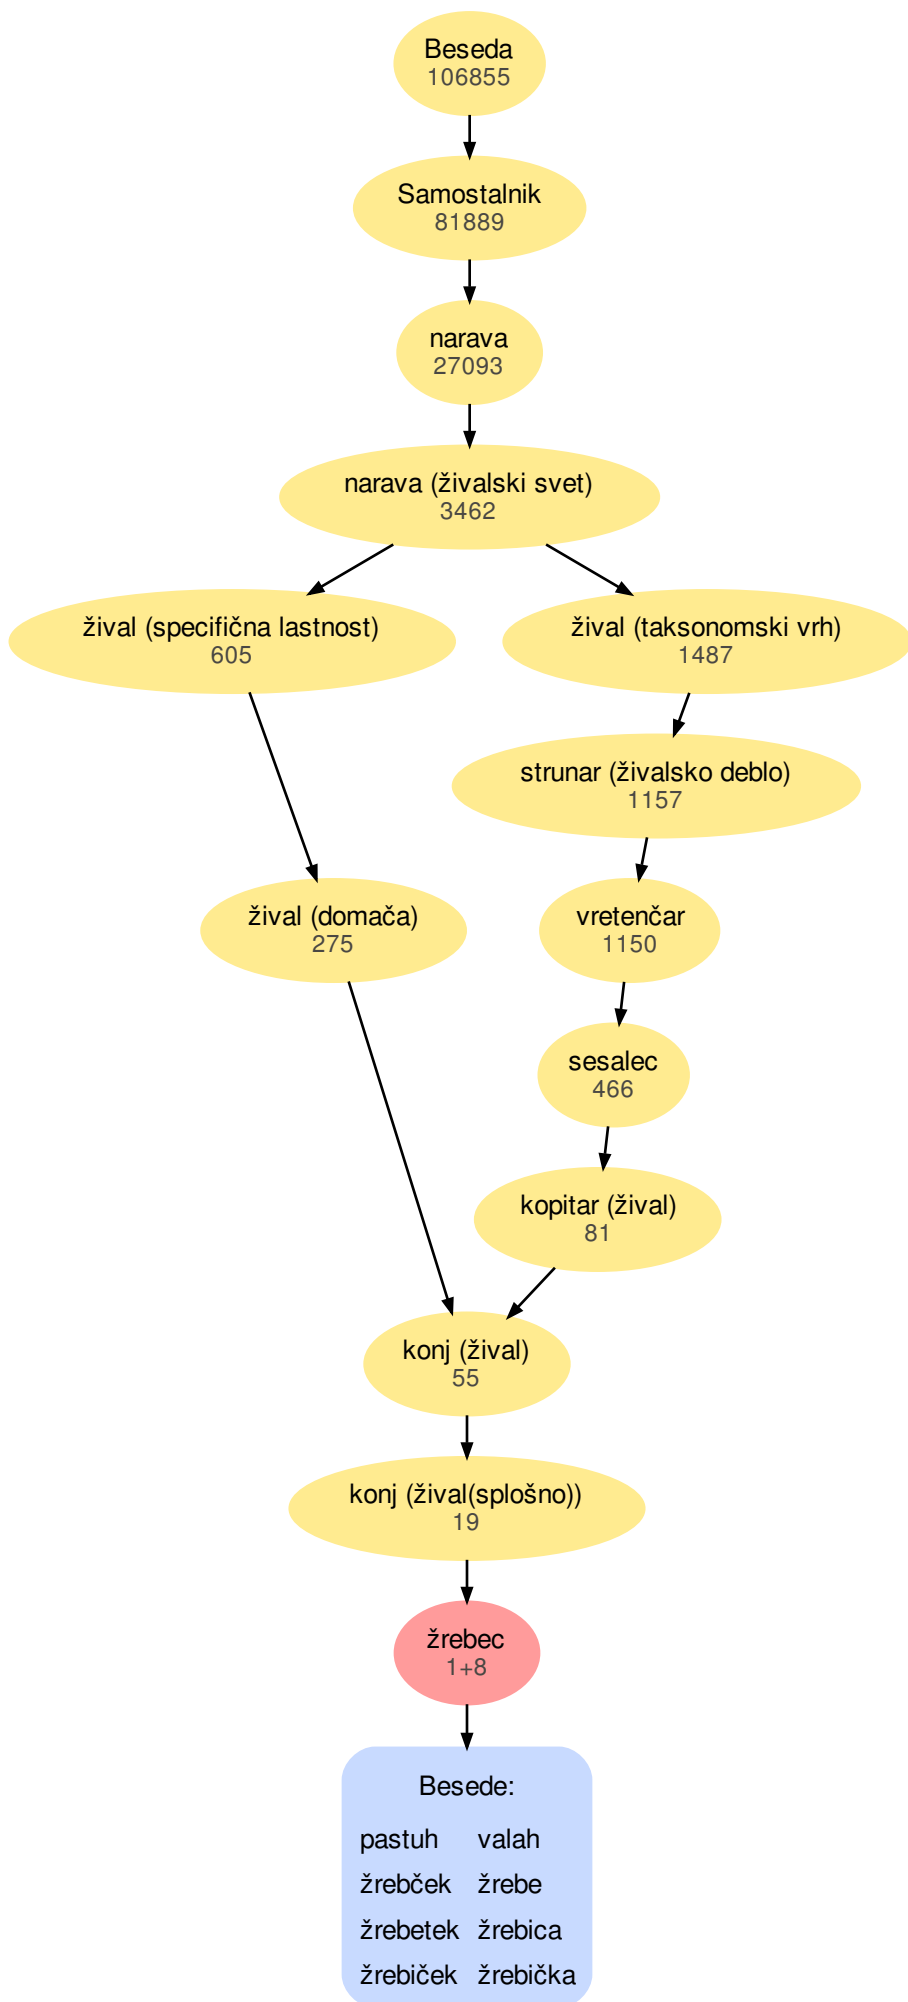 Beseda
106855
Samostalnik
81889
narava
27093
narava (živalski svet)
3462
žival (specifična lastnost)
605
žival (taksonomski vrh)
1487
strunar (živalsko deblo)
1157
žival (domača)
275
vretenčar
1150
sesalec
466
kopitar (žival)
81
konj (žival)
55
konj (žival(splošno))
19
žrebec
1+8
Besede:
pastuh valah
žrebček žrebe
žrebetek žrebica
žrebiček žrebička